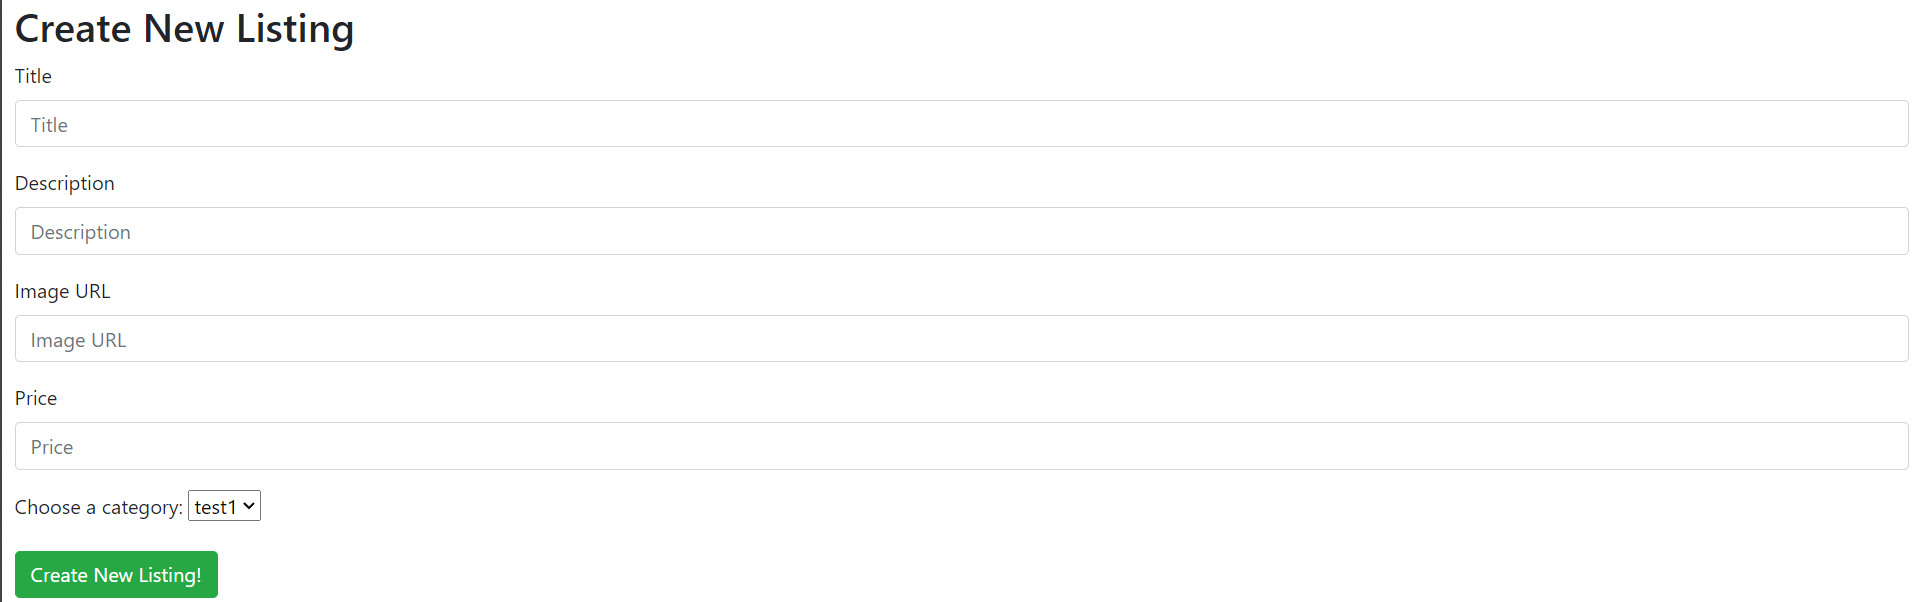 Create New Listing
Title
Title
Description
Description
Image URL
Image URL
Price
Price
Choose a category: test1
Create New Listing!